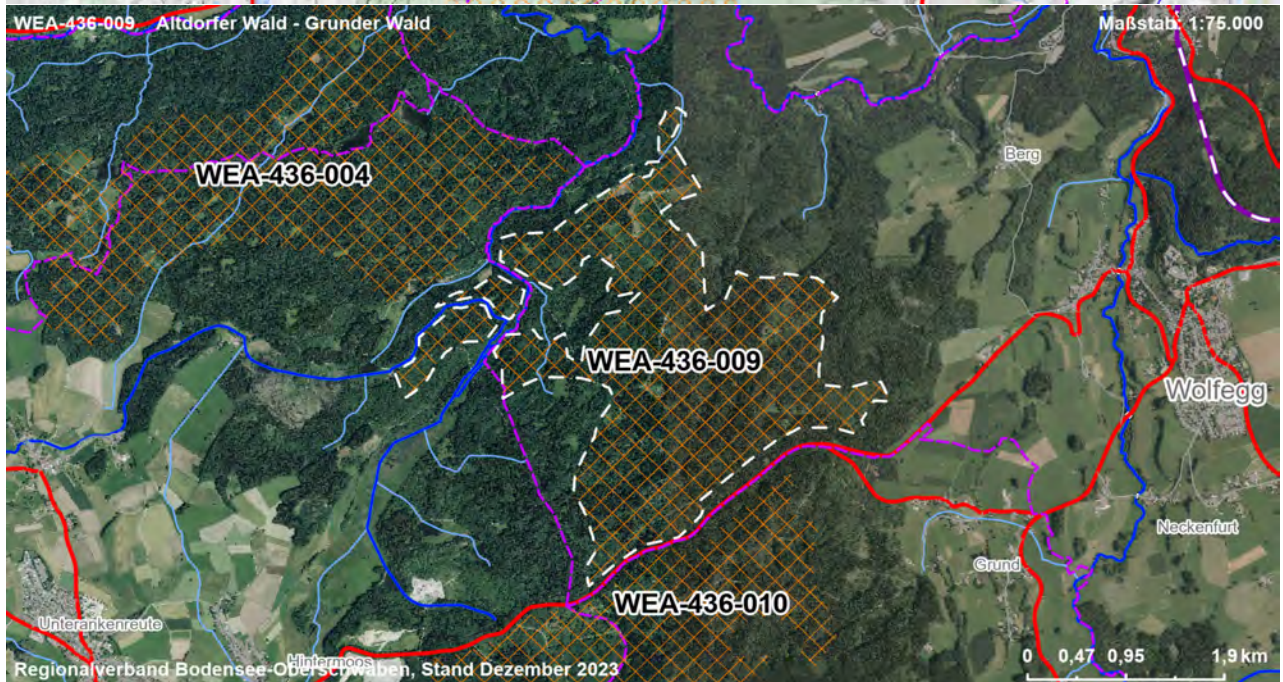 WEA-436-009 Altdorfer Wald - Grunder Wald
Maßstab: 1:75.000
Berg
WEA-436-004
WEA-436-009
Wolfegg
Neckenfurt
Grund
WEA-436-010
Unterankenreute
Hintermoos
Regionalverband Bodensee-Oberschwaben, Stand Dezember 2023
0 0,47 0,95 1,9 km